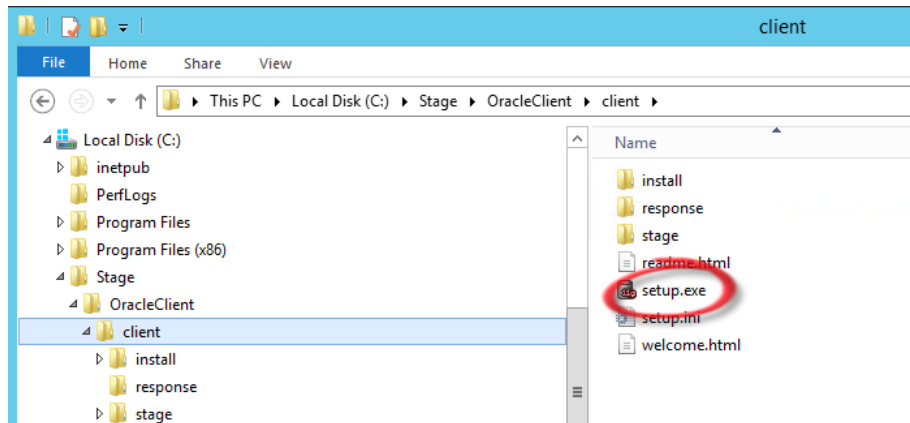 client
File Home Share View
This PC Local Disk (C:) Stage OracleClient client
Local Disk (C:)
inetpub
PerfLogs
Program Files
Program Files (x86)
Stage
OracleClient
client
install
response
stage
Name
install
response
stage
readme.html
setup.exe
setup.ini
welcome.html